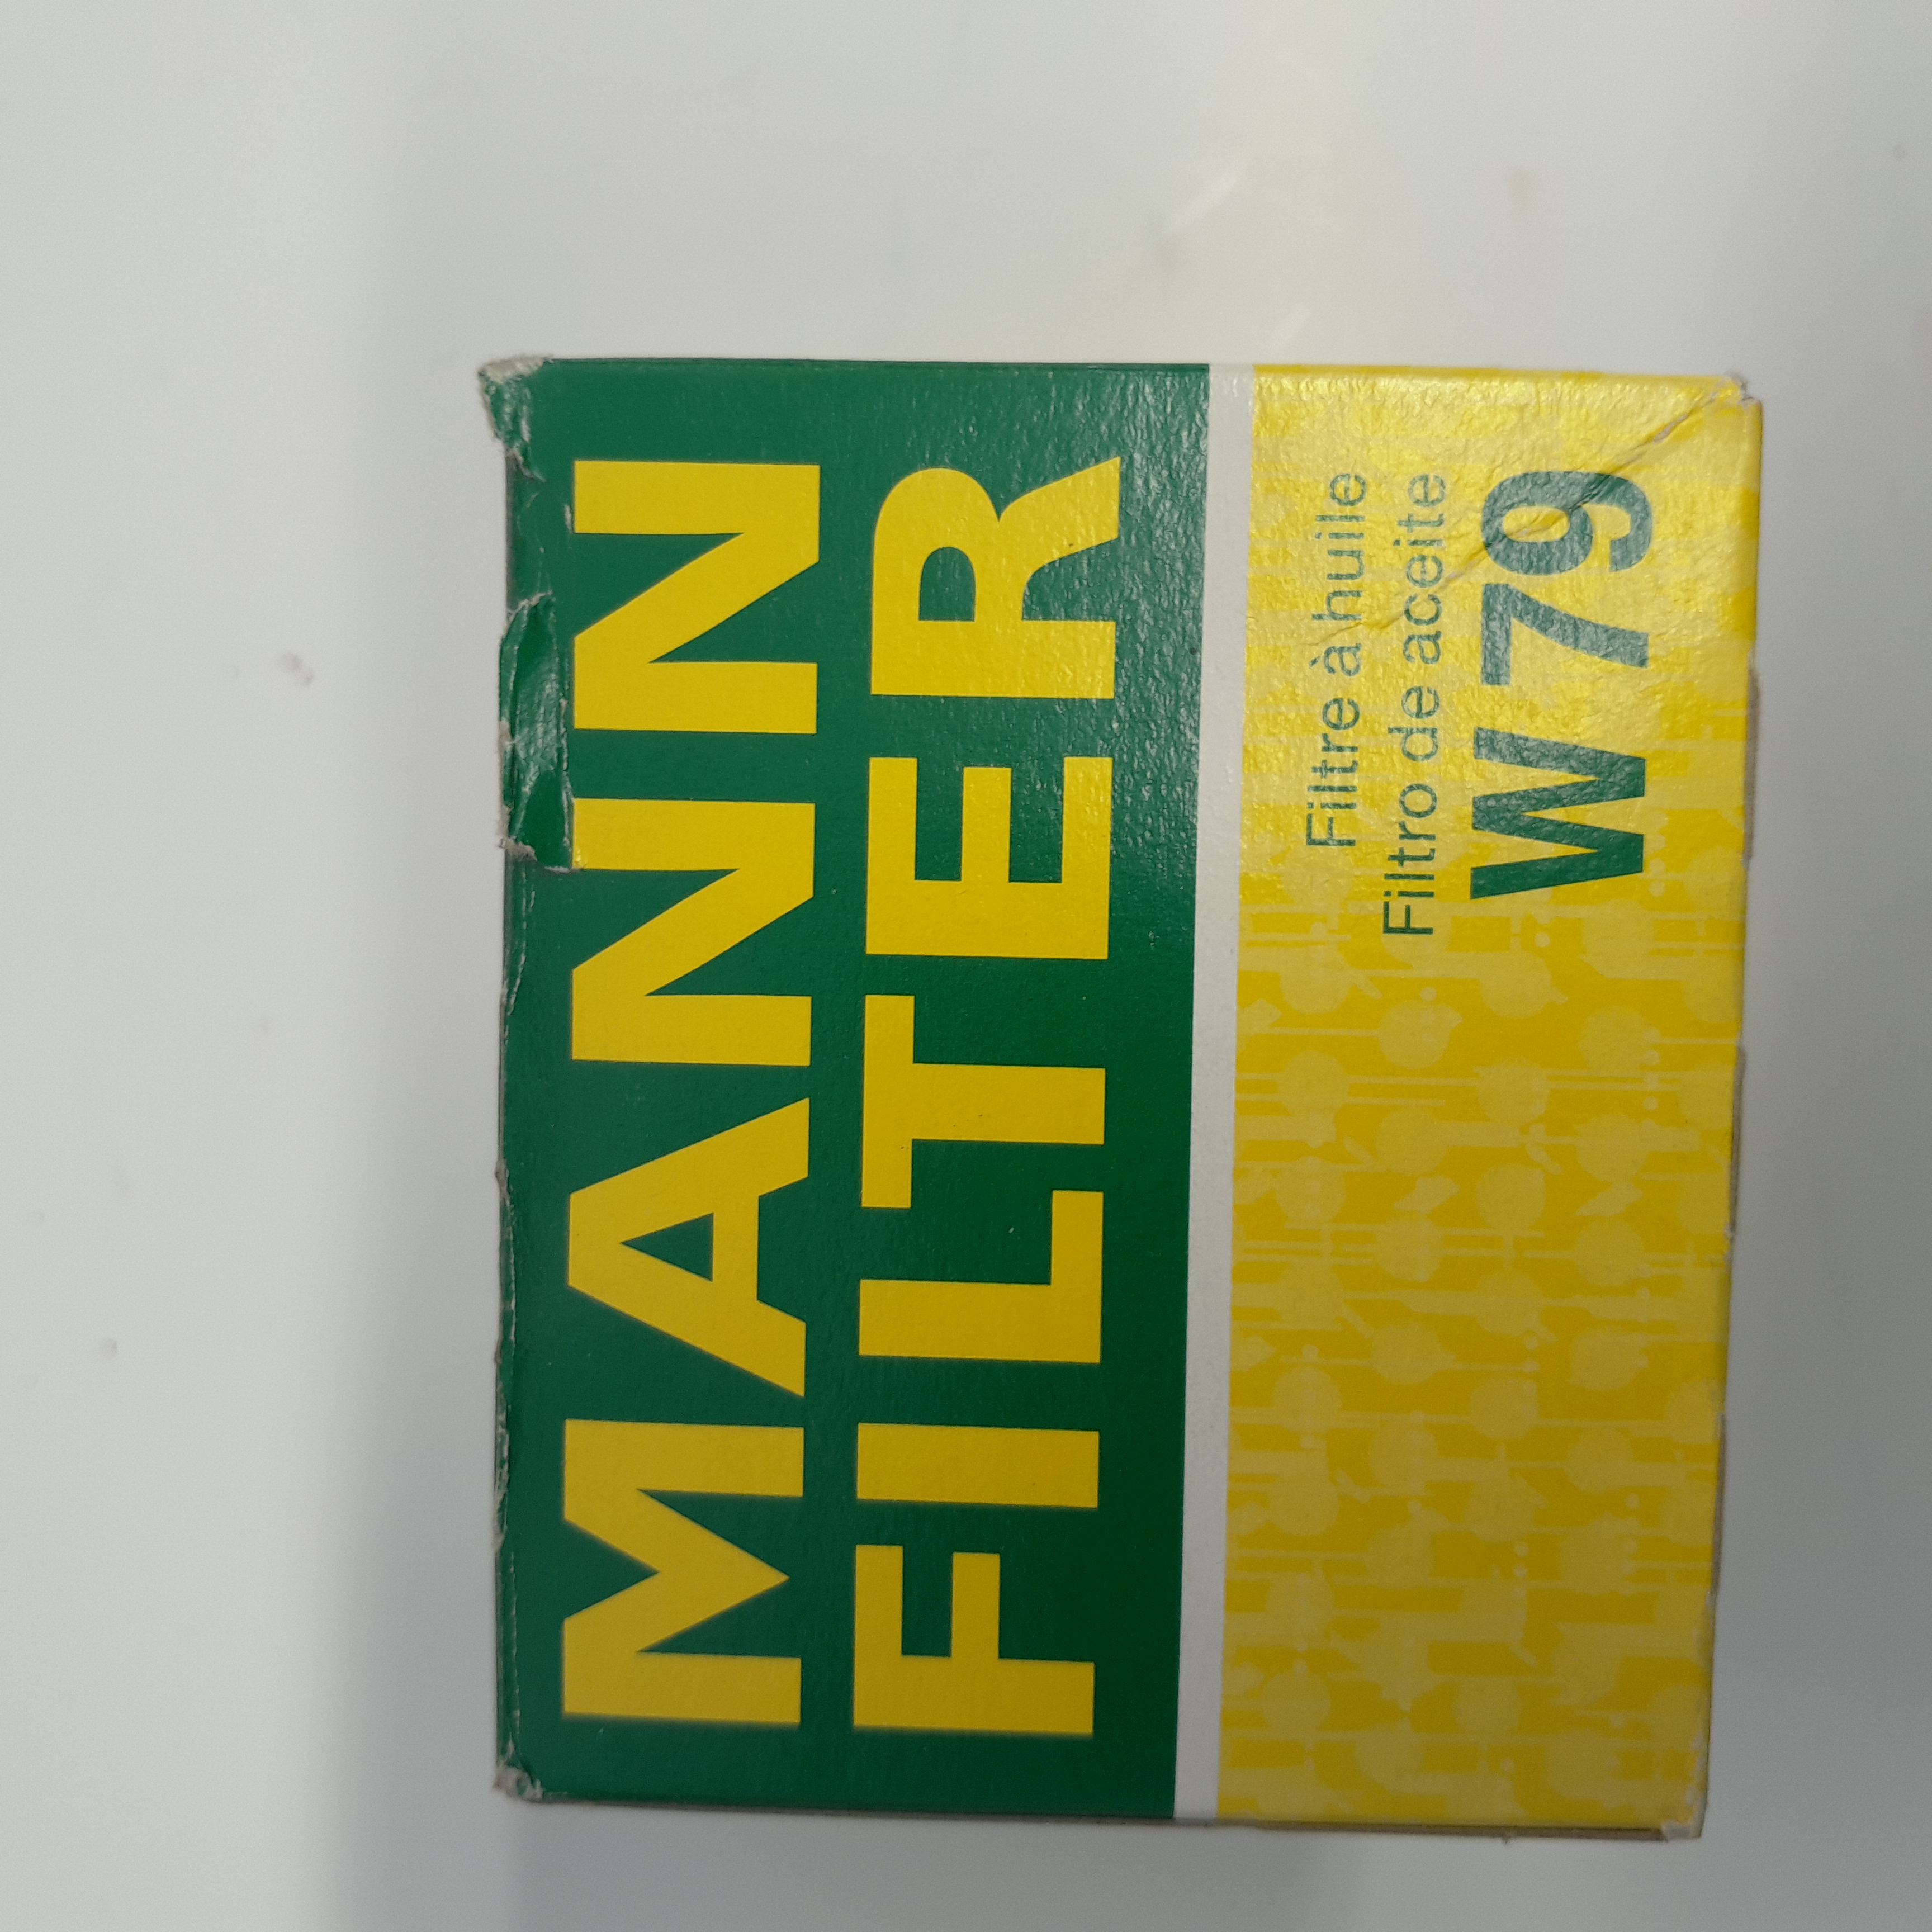 MANN
FILTER
Filtre à huile
Filtro de aceite
W 79